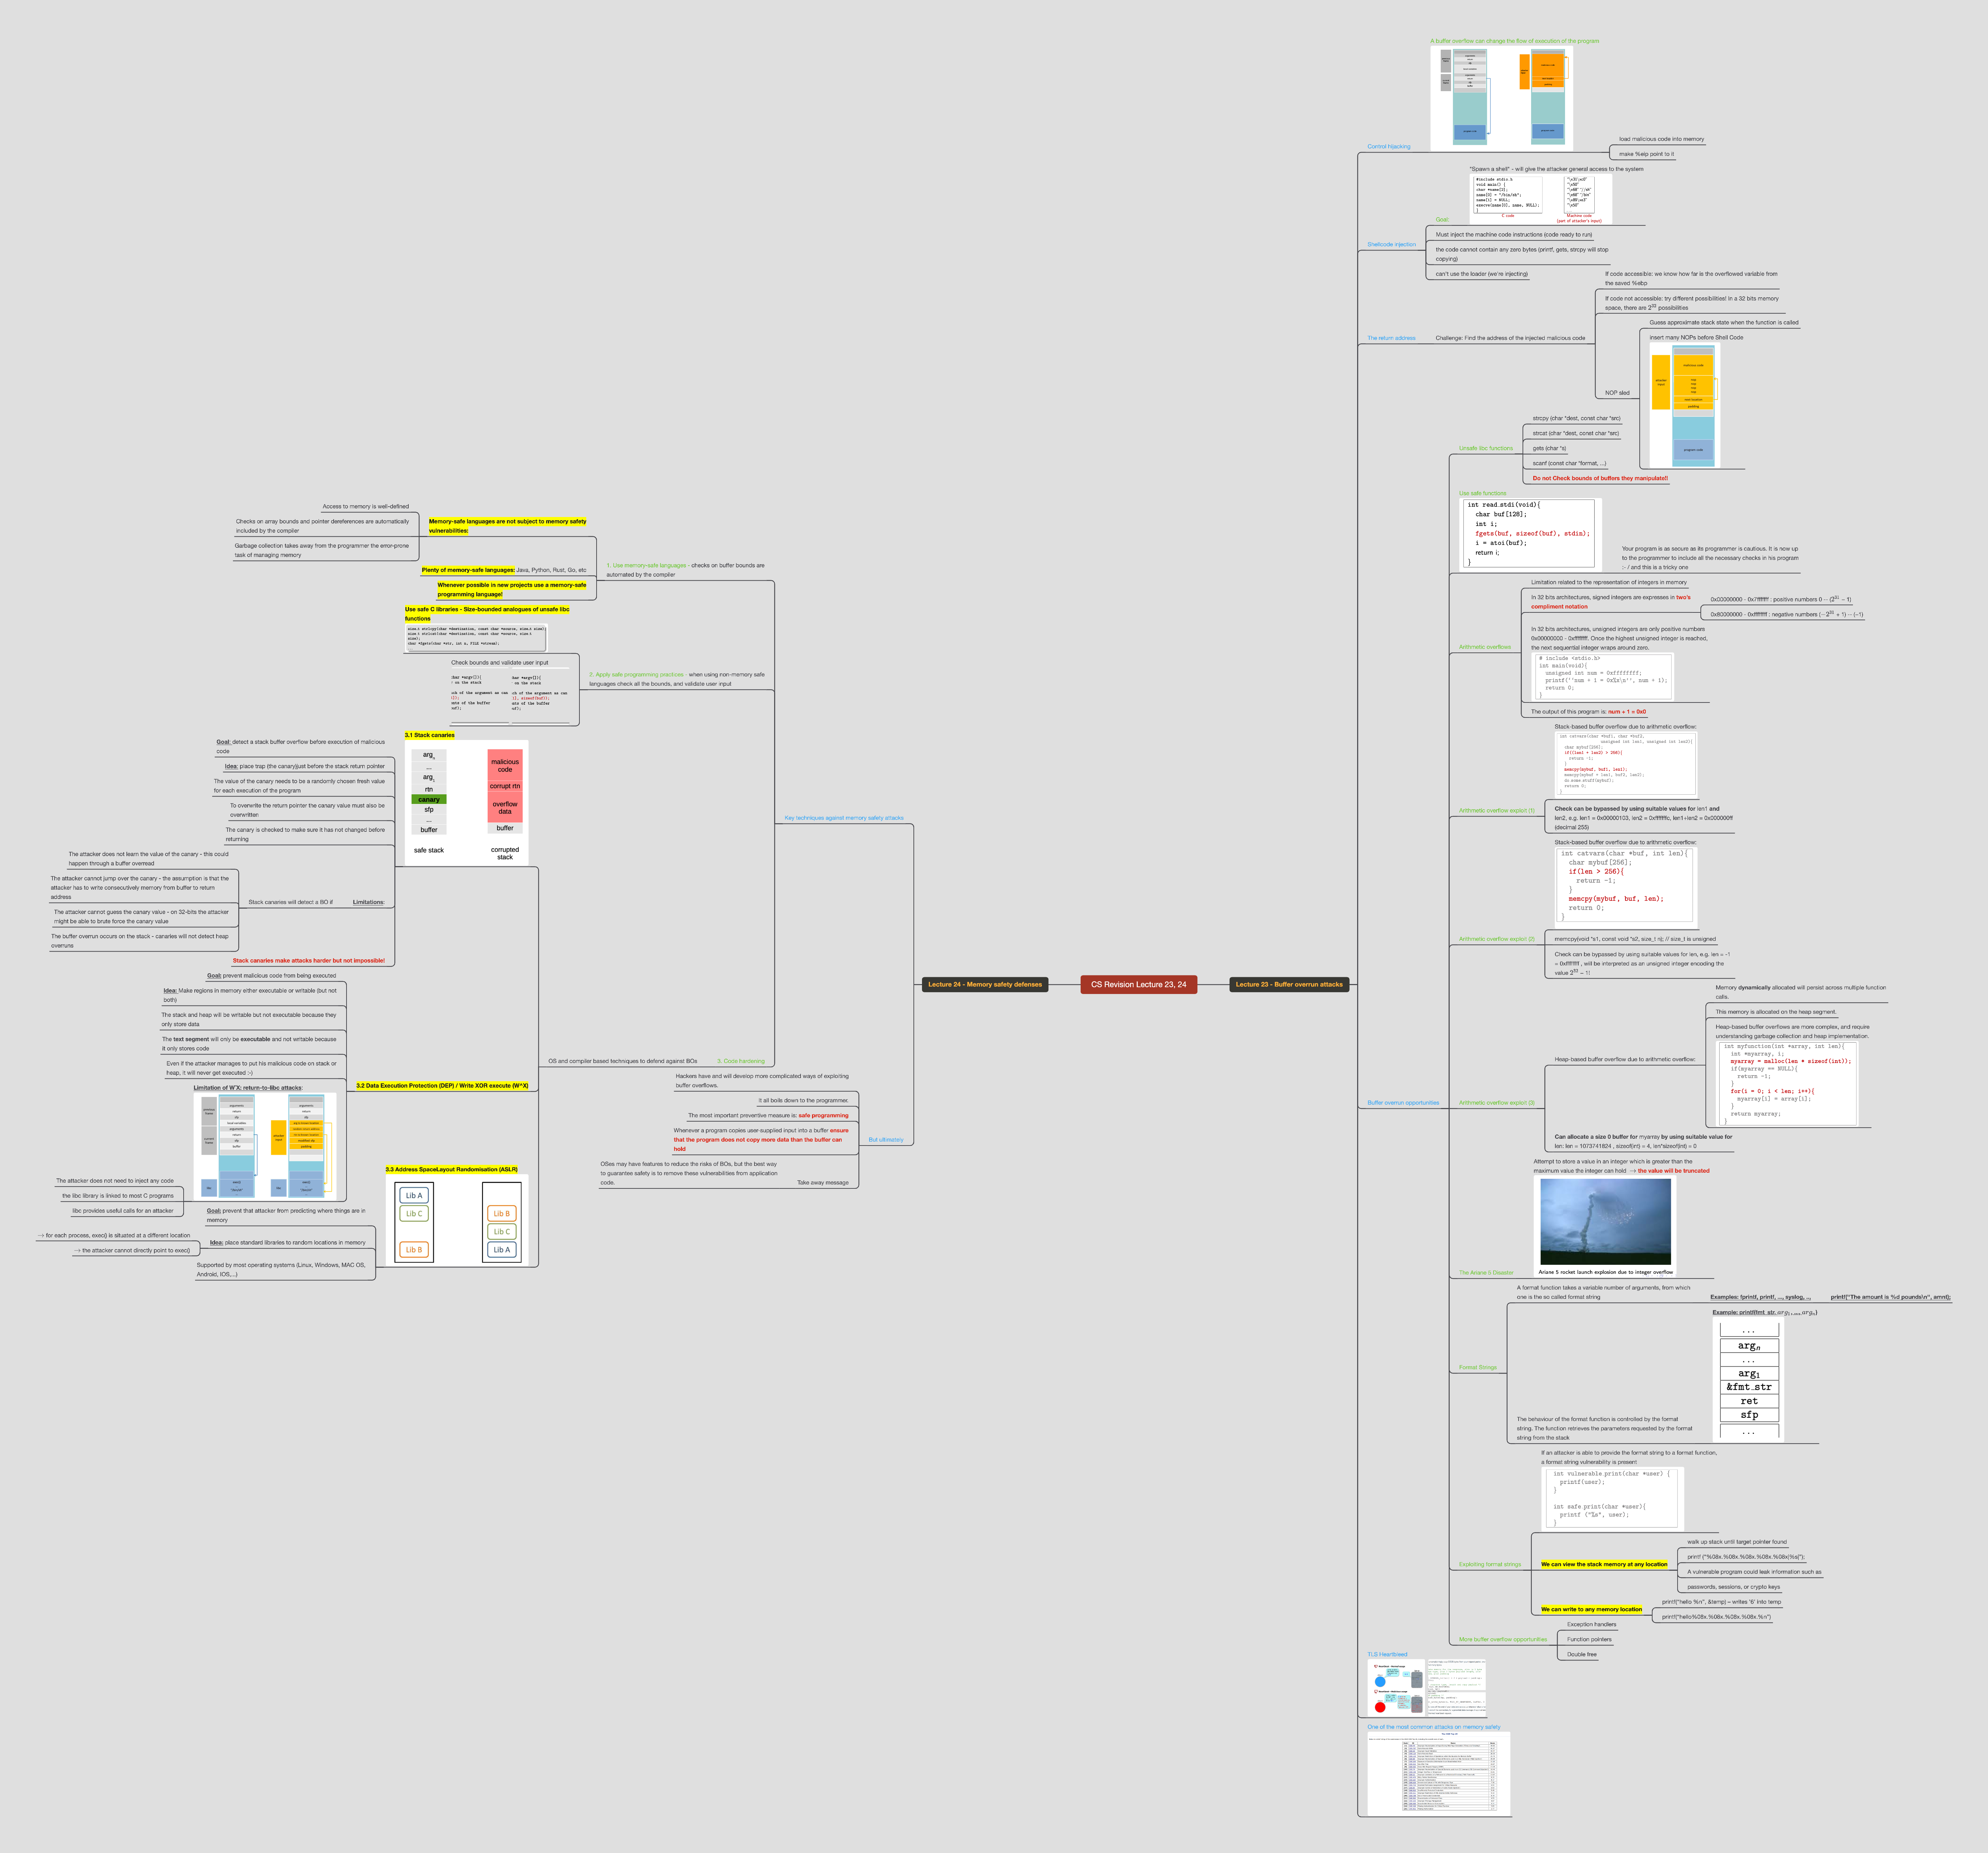 CS Revision Lecture 23, 24
Lecture 23 - Buffer overrun attacks
Control hijacking
A buffer overflow can change the flow of execution of the program
load malicious code into memory
make %eip point to it
Shellcode injection
Goal:
"Spawn a shell" - will give the attacker general access to the system
#include stdio.h
void main() {
char *name[2];
name[0] = "/bin/sh";
name[1] = NULL;
execve(name[0], name, NULL);
}
C code
Machine code
(part of attacker's input)
Must inject the machine code instructions (code ready to run)
the code cannot contain any zero bytes (printf, gets, strcpy will stop
copying)
can't use the loader (we're injecting)
The return address
Challenge: Find the address of the injected malicious code
If code accessible: we know how far is the overflowed variable from
the saved %ebp
If code not accessible: try different possibilities! In a 32 bits memory
space, there are 2³² possibilities
NOP sled
Guess approximate stack state when the function is called
insert many NOPs before Shell Code
malicious code
nop
nop
nop
nop
padding
program code
Buffer overrun opportunities
Unsafe libc functions
strcpy (char *dest, const char *src)
strcat (char *dest, const char *src)
gets (char *s)
scanf (const char *format, ...)
Do not Check bounds of buffers they manipulate!!
Use safe functions
int read_stdi(void){
char buf[128];
int i;
fgets(buf, sizeof(buf), stdin);
i = atoi(buf);
return i;
}
Your program is as secure as its programmer is cautious. It is now up
to the programmer to include all the necessary checks in his program
:- / and this is a tricky one
Arithmetic overflows
Limitation related to the representation of integers in memory
In 32 bits architectures, signed integers are expresses in two's
compliment notation
0x00000000 - 0x7fffffff : positive numbers 0 − (2³¹ − 1)
0x80000000 - 0xffffffff : negative numbers (−2³¹ + 1) − (−1)
In 32 bits architectures, unsigned integers are only positive numbers
0x00000000 - 0xffffffff. Once the highest unsigned integer is reached,
the next sequential integer wraps around zero.
# include <stdio.h>
int main(void){
unsigned int num = 0xffffffff;
printf(''num + 1 = 0x%x\n'', num + 1);
return 0;
}
The output of this program is: num + 1 = 0x0
Arithmetic overflow exploit (1)
Stack-based buffer overflow due to arithmetic overflow:
int catvars(char *buf1, char *buf2,
unsigned int len1, unsigned int len2){
char mybuf[256];
if((len1 + len2) > 256){
return -1;
}
memcpy(mybuf, buf1, len1);
memcpy(mybuf + len1, buf2, len2);
do_some_stuff(mybuf);
return 0;
}
Check can be bypassed by using suitable values for len1 and
len2, e.g. len1 = 0x00000103, len2 = 0xfffffffc, len1+len2 = 0x000000ff
(decimal 255)
Arithmetic overflow exploit (2)
Stack-based buffer overflow due to arithmetic overflow:
int catvars(char *buf, int len){
char mybuf[256];
if(len > 256){
return -1;
}
memcpy(mybuf, buf, len);
return 0;
}
memcpy(void *s1, const void *s2, size_t n); // size_t is unsigned
Check can be bypassed by using suitable values for len, e.g. len = -1
= 0xffffffff , will be interpreted as an unsigned integer encoding the
value 2³² − 1!
Arithmetic overflow exploit (3)
Heap-based buffer overflow due to arithmetic overflow:
Memory dynamically allocated will persist across multiple function
calls.
This memory is allocated on the heap segment.
Heap-based buffer overflows are more complex, and require
understanding garbage collection and heap implementation.
int myfunction(int *array, int len){
int *myarray, i;
myarray = malloc(len * sizeof(int));
if(myarray == NULL){
return -1;
}
for(i = 0; i < len; i++){
myarray[i] = array[i];
}
return myarray;
Can allocate a size 0 buffer for myarray by using suitable value for
len: len = 1073741824 , sizeof(int) = 4, len*sizeof(int) = 0
The Ariane 5 Disaster
Attempt to store a value in an integer which is greater than the
maximum value the integer can hold → the value will be truncated
Ariane 5 rocket launch explosion due to integer overflow
Format Strings
A format function takes a variable number of arguments, from which
one is the so called format string
Examples: fprintf, printf, ..., syslog, ...
printf("The amount is %d pounds\n", amnt);
The behaviour of the format function is controlled by the format
string. The function retrieves the parameters requested by the format
string from the stack
Example: printf(fmt_str, arg₁, ..., argₙ)
...
argₙ
...
arg₁
&fmt_str
ret
sfp
...
Exploiting format strings
If an attacker is able to provide the format string to a format function,
a format string vulnerability is present
int vulnerable_print(char *user) {
printf(user);
}
int safe_print(char *user){
printf ("%s", user);
}
We can view the stack memory at any location
walk up stack until target pointer found
printf ("%08x.%08x.%08x.%08x.%08x|%s|");
A vulnerable program could leak information such as
passwords, sessions, or crypto keys
We can write to any memory location
printf("hello %n", &temp) – writes '6' into temp
printf("hello%08x.%08x.%08x.%08x.%n")
More buffer overflow opportunities
Exception handlers
Function pointers
Double free
TLS Heartbleed
One of the most common attacks on memory safety
Lecture 24 - Memory safety defenses
Key techniques against memory safety attacks
1. Use memory-safe languages - checks on buffer bounds are
automated by the compiler
Memory-safe languages are not subject to memory safety
vulnerabilities:
Access to memory is well-defined
Checks on array bounds and pointer dereferences are automatically
included by the compiler
Garbage collection takes away from the programmer the error-prone
task of managing memory
Plenty of memory-safe languages: Java, Python, Rust, Go, etc
Whenever possible in new projects use a memory-safe
programming language!
2. Apply safe programming practices - when using non-memory safe
languages check all the bounds, and validate user input
Use safe C libraries - Size-bounded analogues of unsafe libc
functions
size_t strlcpy(char *destination, const char *source, size_t size);
size_t strlcat(char *destination, const char *source, size_t
size);
char *fgets(char *str, int n, FILE *stream);
Check bounds and validate user input
3. Code hardening
OS and compiler based techniques to defend against BOs
3.1 Stack canaries
argₙ
...
arg₁
rtn
canary
sfp
...
buffer
safe stack
malicious
code
corrupt rtn
overflow
data
buffer
corrupted
stack
Goal: detect a stack buffer overflow before execution of malicious
code
Idea: place trap (the canary)just before the stack return pointer
The value of the canary needs to be a randomly chosen fresh value
for each execution of the program
To overwrite the return pointer the canary value must also be
overwritten
The canary is checked to make sure it has not changed before
returning
Limitations:
Stack canaries will detect a BO if
The attacker does not learn the value of the canary - this could
happen through a buffer overread
The attacker cannot jump over the canary - the assumption is that the
attacker has to write consecutively memory from buffer to return
address
The attacker cannot guess the canary value - on 32-bits the attacker
might be able to brute force the canary value
The buffer overrun occurs on the stack - canaries will not detect heap
overruns
Stack canaries make attacks harder but not impossible!
3.2 Data Execution Protection (DEP) / Write XOR execute (W^X)
Goal: prevent malicious code from being executed
Idea: Make regions in memory either executable or writable (but not
both)
The stack and heap will be writable but not executable because they
only store data
The text segment will only be executable and not writable because
it only stores code
Even if the attacker manages to put his malicious code on stack or
heap, it will never get executed :-)
Limitation of W^X: return-to-libc attacks:
The attacker does not need to inject any code
the libc library is linked to most C programs
libc provides useful calls for an attacker
3.3 Address SpaceLayout Randomisation (ASLR)
Lib A
Lib C
Lib B
Lib B
Lib C
Lib A
Goal: prevent that attacker from predicting where things are in
memory
Idea: place standard libraries to random locations in memory
→ for each process, exec() is situated at a different location
→ the attacker cannot directly point to exec()
Supported by most operating systems (Linux, Windows, MAC OS,
Android, IOS,...)
But ultimately
Hackers have and will develop more complicated ways of exploiting
buffer overflows.
It all boils down to the programmer.
The most important preventive measure is: safe programming
Whenever a program copies user-supplied input into a buffer ensure
that the program does not copy more data than the buffer can
hold
Take away message
OSes may have features to reduce the risks of BOs, but the best way
to guarantee safety is to remove these vulnerabilities from application
code.